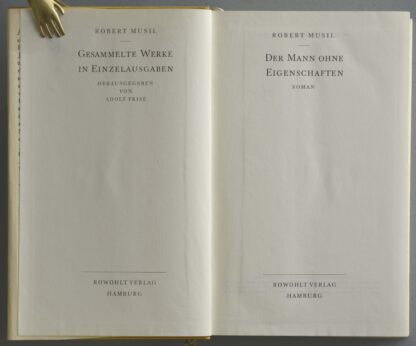 ROBERT MUSIL
GESAMMELTE WERKE
IN EINZELAUSGABEN
HERAUSGEGEBEN
VON
ADOLF FRISÉ
ROWOHLT VERLAG
HAMBURG
ROBERT MUSIL
DER MANN OHNE
EIGENSCHAFTEN
ROMAN
ROWOHLT VERLAG
HAMBURG